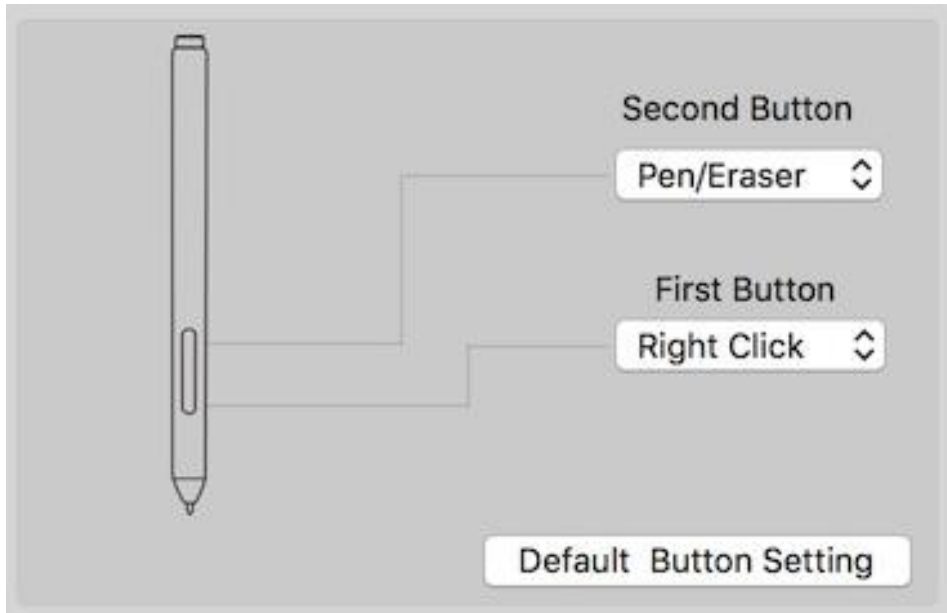 Second Button
Pen/Eraser
First Button
Right Click
Default  Button Setting